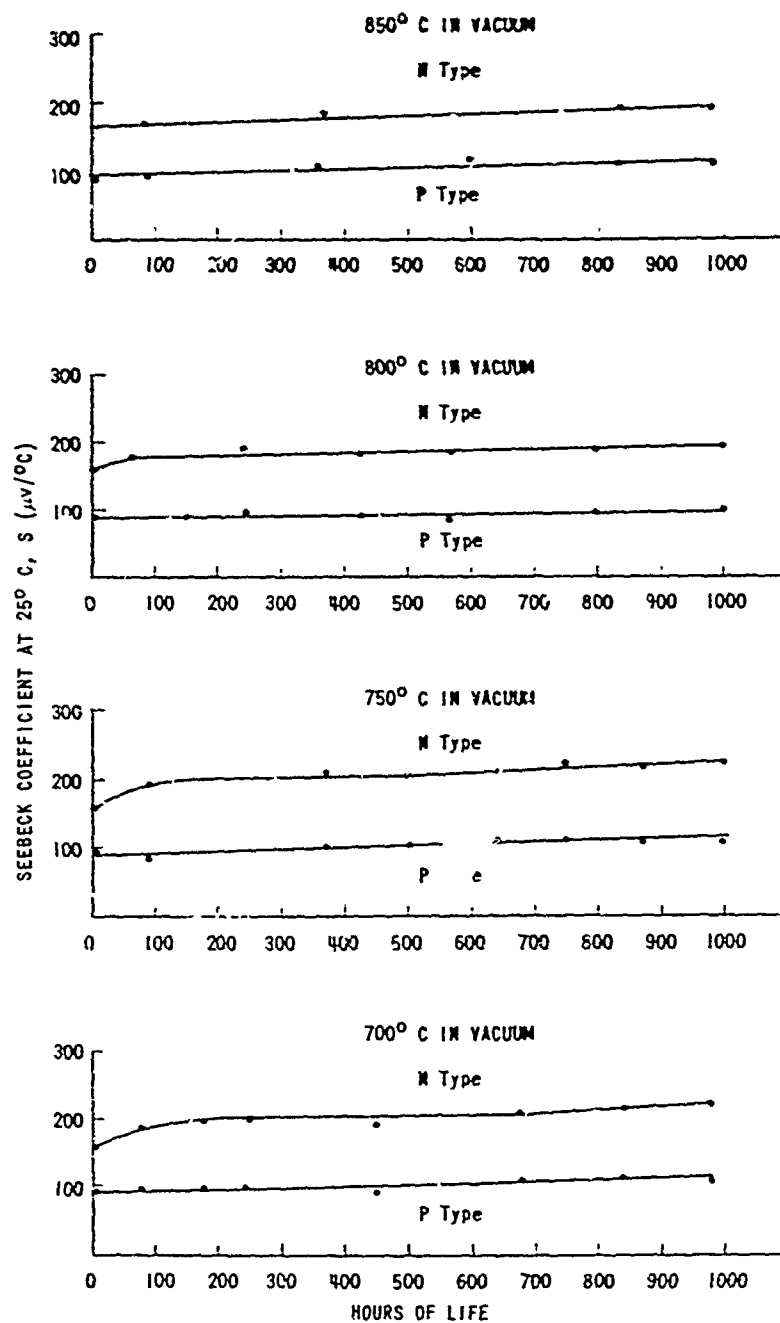 850° C IN VACUUM
300
N Type
200
100
P Type
0 100 200 300 400 500 600 700 800 900 1000
800° C IN VACUUM
300
N Type
200
100
P Type
0 100 200 300 400 500 600 700 800 900 1000
SEEBECK COEFFICIENT AT 25° C, S (μv/°C)
750° C IN VACUUM
300
N Type
200
100
P e
0 100 200 300 400 500 600 700 800 900 1000
700° C IN VACUUM
300
N Type
200
100
P Type
0 100 200 300 400 500 600 700 800 900 1000
HOURS OF LIFE